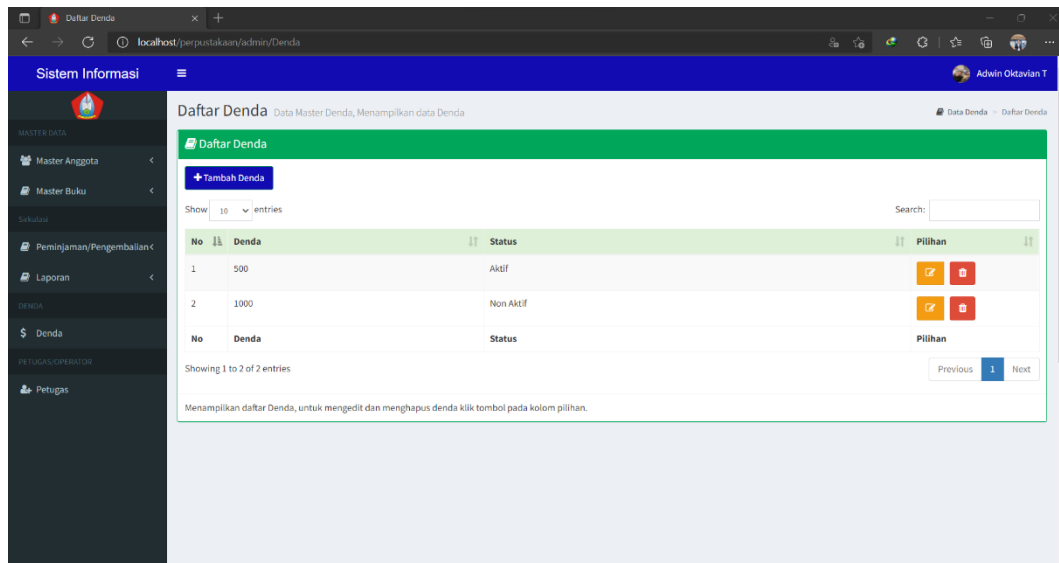 Daftar Denda
localhost/perpustakaan/admin/Denda
Sistem Informasi
Adwin Oktavian T
MASTER DATA
Master Anggota
Master Buku
Sirkulasi
Peminjaman/Pengembalian
Laporan
DENDA
Denda
PETUGAS/OPERATOR
Petugas
Daftar Denda Data Master Denda, Menampilkan data Denda
Data Denda > Daftar Denda
Daftar Denda
Tambah Denda
Show 10 entries
Search:
No Denda Status Pilihan
1 500 Aktif
2 1000 Non Aktif
No Denda Status Pilihan
Showing 1 to 2 of 2 entries
Previous 1 Next
Menampilkan daftar Denda, untuk mengedit dan menghapus denda klik tombol pada kolom pilihan.